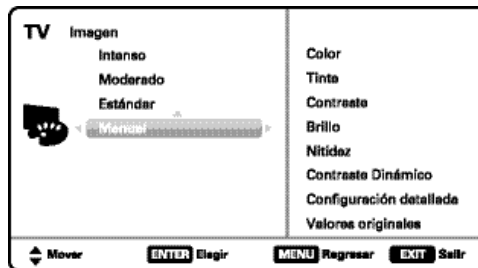 TV Imagen
Intenso
Moderado
Estándar
Manual
Color
Tinte
Contraste
Brillo
Nitidez
Contraste Dinámico
Configuración detallada
Valores originales
Mover ENTER Elegir MENU Regresar EXIT Salir